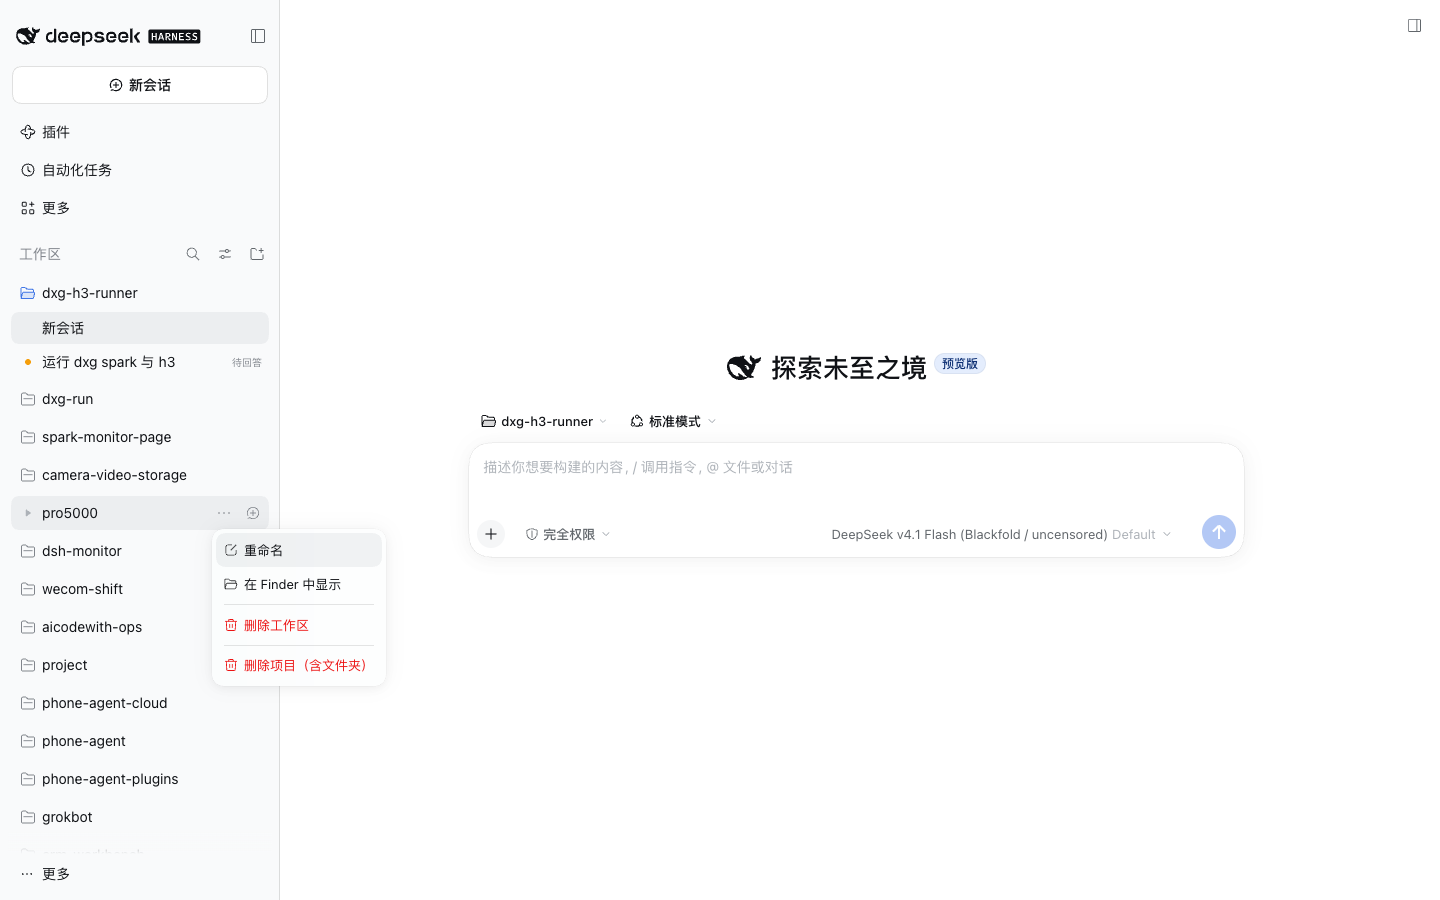 deepseek HARNESS
新会话
插件
自动化任务
更多
工作区
dxg-h3-runner
新会话
运行 dxg spark 与 h3 待回答
dxg-run
spark-monitor-page
camera-video-storage
pro5000
dsh-monitor
wecom-shift
aicodewith-ops
project
phone-agent-cloud
phone-agent
phone-agent-plugins
grokbot
更多
重命名
在 Finder 中显示
删除工作区
删除项目（含文件夹）
探索未至之境 预览版
dxg-h3-runner 标准模式
描述你想要构建的内容, / 调用指令, @ 文件或对话
完全权限 DeepSeek v4.1 Flash (Blackfold / uncensored) Default